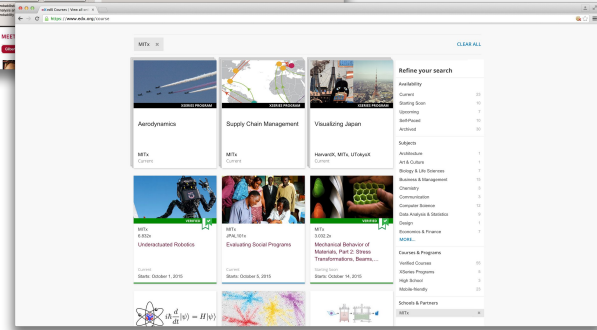 https://www.edx.org/course
MITx ×
CLEAR ALL
XSERIES PROGRAM
Aerodynamics
MITx
Current
XSERIES PROGRAM
Supply Chain Management
MITx
Current
XSERIES PROGRAM
Visualizing Japan
HarvardX, MITx, UTokyoX
Current
VERIFIED
MITx
6.832x
Underactuated Robotics
Current
Starts: October 1, 2015
VERIFIED
MITx
JPAL101x
Evaluating Social Programs
Current
Starts: October 5, 2015
VERIFIED
MITx
3.032.2x
Mechanical Behavior of
Materials, Part 2: Stress
Transformations, Beams,...
Starting Soon
Starts: October 14, 2015
iħ d/dt |ψ⟩ = H|ψ⟩
Refine your search
Availability
Current
Starting Soon
Upcoming
Self-Paced
Archived
Subjects
Architecture
Art & Culture
Biology & Life Sciences
Business & Management
Chemistry
Communication
Computer Science
Data Analysis & Statistics
Design
Economics & Finance
MORE...
Courses & Programs
Verified Courses
XSeries Programs
High School
Mobile-friendly
Schools & Partners
MITx ×